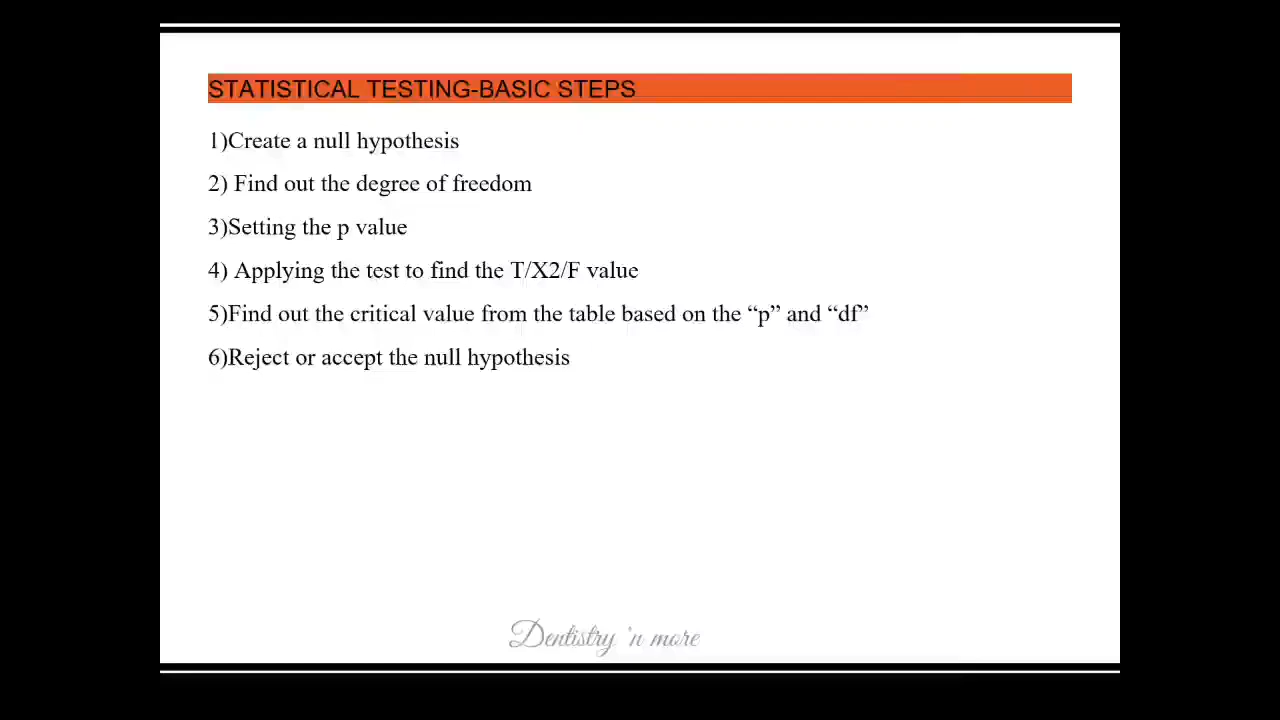 STATISTICAL TESTING-BASIC STEPS
1)Create a null hypothesis
2) Find out the degree of freedom
3)Setting the p value
4) Applying the test to find the T/X2/F value
5)Find out the critical value from the table based on the “p” and “df”
6)Reject or accept the null hypothesis
Dentistry 'n more